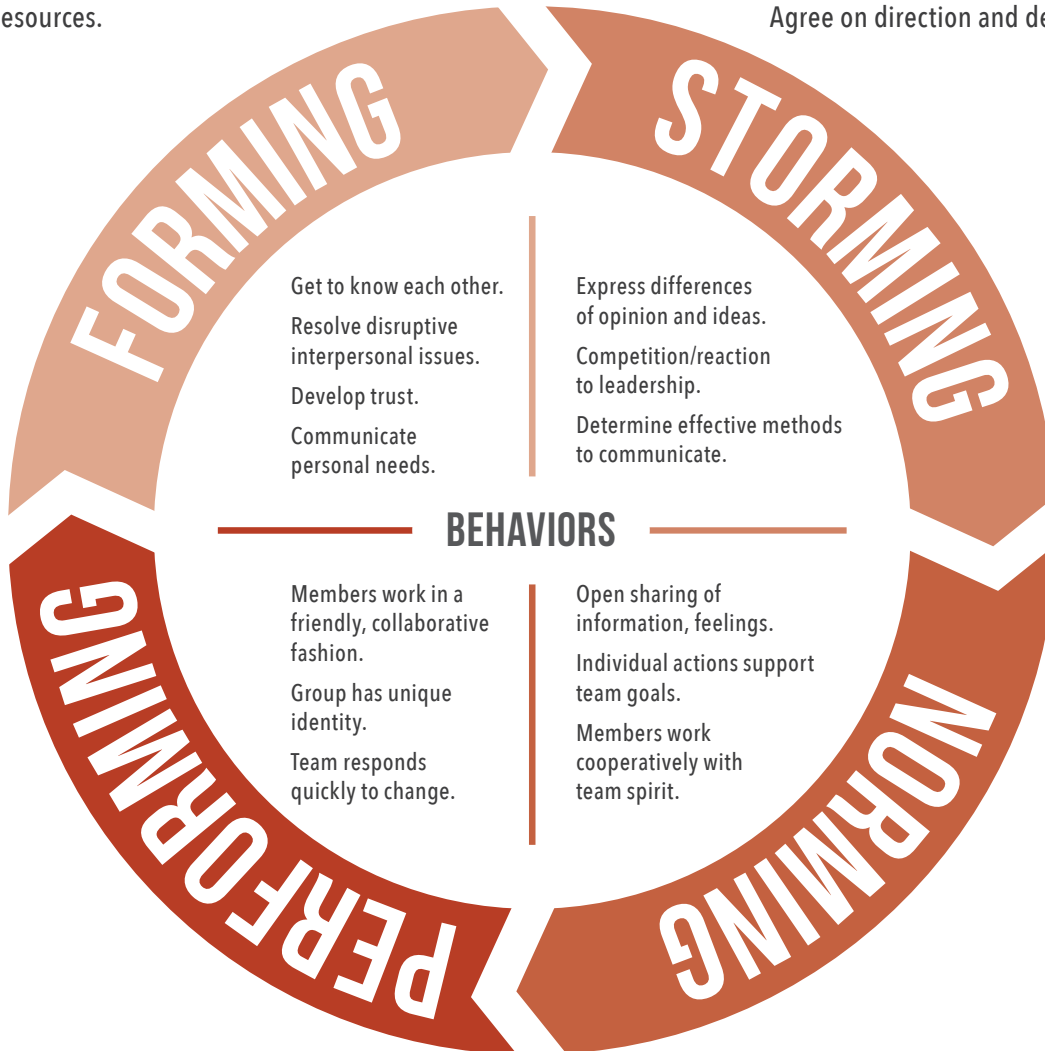 esources.
Agree on direction and de
FORMING
STORMING
Get to know each other.
Resolve disruptive
interpersonal issues.
Develop trust.
Communicate
personal needs.
Express differences
of opinion and ideas.
Competition/reaction
to leadership.
Determine effective methods
to communicate.
BEHAVIORS
Members work in a
friendly, collaborative
fashion.
Group has unique
identity.
Team responds
quickly to change.
Open sharing of
information, feelings.
Individual actions support
team goals.
Members work
cooperatively with
team spirit.
PERFORMING
NORMING